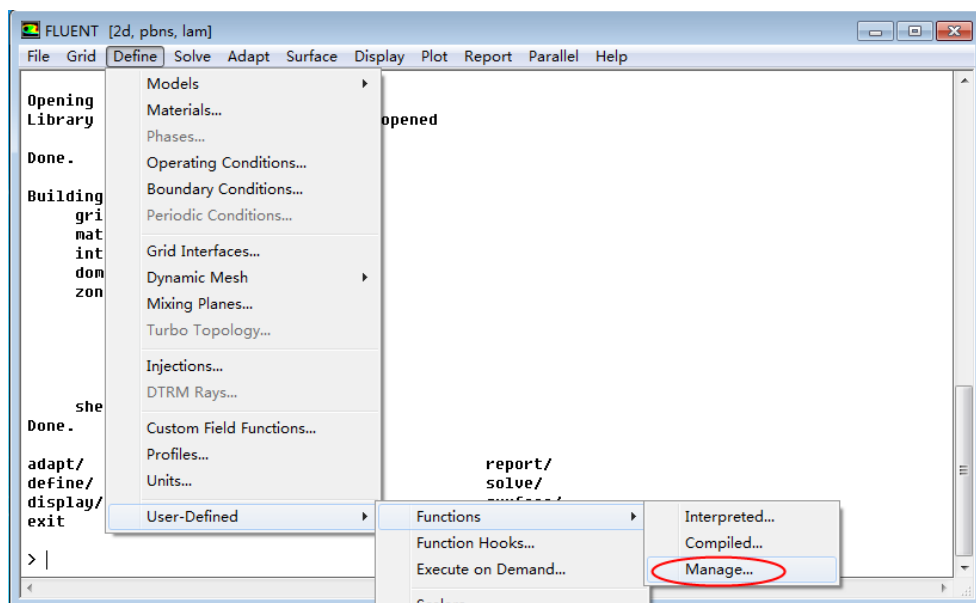 FLUENT [2d, pbns, lam]
File Grid Define Solve Adapt Surface Display Plot Report Parallel Help
Opening
Library opened
Done.
Building
gri
mat
int
dom
zon
she
Done.
adapt/ report/
define/ solve/
display/
exit
>
Models
Materials...
Phases...
Operating Conditions...
Boundary Conditions...
Periodic Conditions...
Grid Interfaces...
Dynamic Mesh
Mixing Planes...
Turbo Topology...
Injections...
DTRM Rays...
Custom Field Functions...
Profiles...
Units...
User-Defined
Functions
Function Hooks...
Execute on Demand...
Interpreted...
Compiled...
Manage...